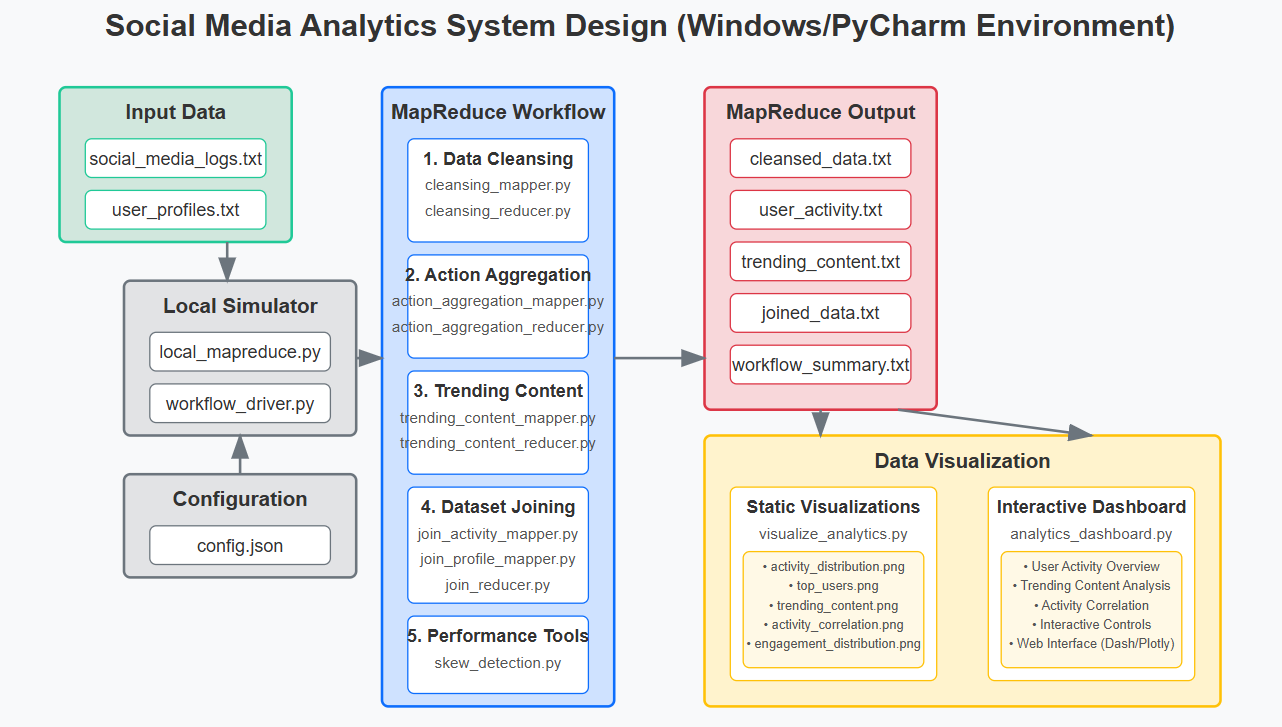 Social Media Analytics System Design (Windows/PyCharm Environment)
Input Data
social_media_logs.txt
user_profiles.txt
Local Simulator
local_mapreduce.py
workflow_driver.py
Configuration
config.json
MapReduce Workflow
1. Data Cleansing
cleansing_mapper.py
cleansing_reducer.py
2. Action Aggregation
action_aggregation_mapper.py
action_aggregation_reducer.py
3. Trending Content
trending_content_mapper.py
trending_content_reducer.py
4. Dataset Joining
join_activity_mapper.py
join_profile_mapper.py
join_reducer.py
5. Performance Tools
skew_detection.py
MapReduce Output
cleansed_data.txt
user_activity.txt
trending_content.txt
joined_data.txt
workflow_summary.txt
Data Visualization
Static Visualizations
visualize_analytics.py
• activity_distribution.png
• top_users.png
• trending_content.png
• activity_correlation.png
• engagement_distribution.png
Interactive Dashboard
analytics_dashboard.py
• User Activity Overview
• Trending Content Analysis
• Activity Correlation
• Interactive Controls
• Web Interface (Dash/Plotly)